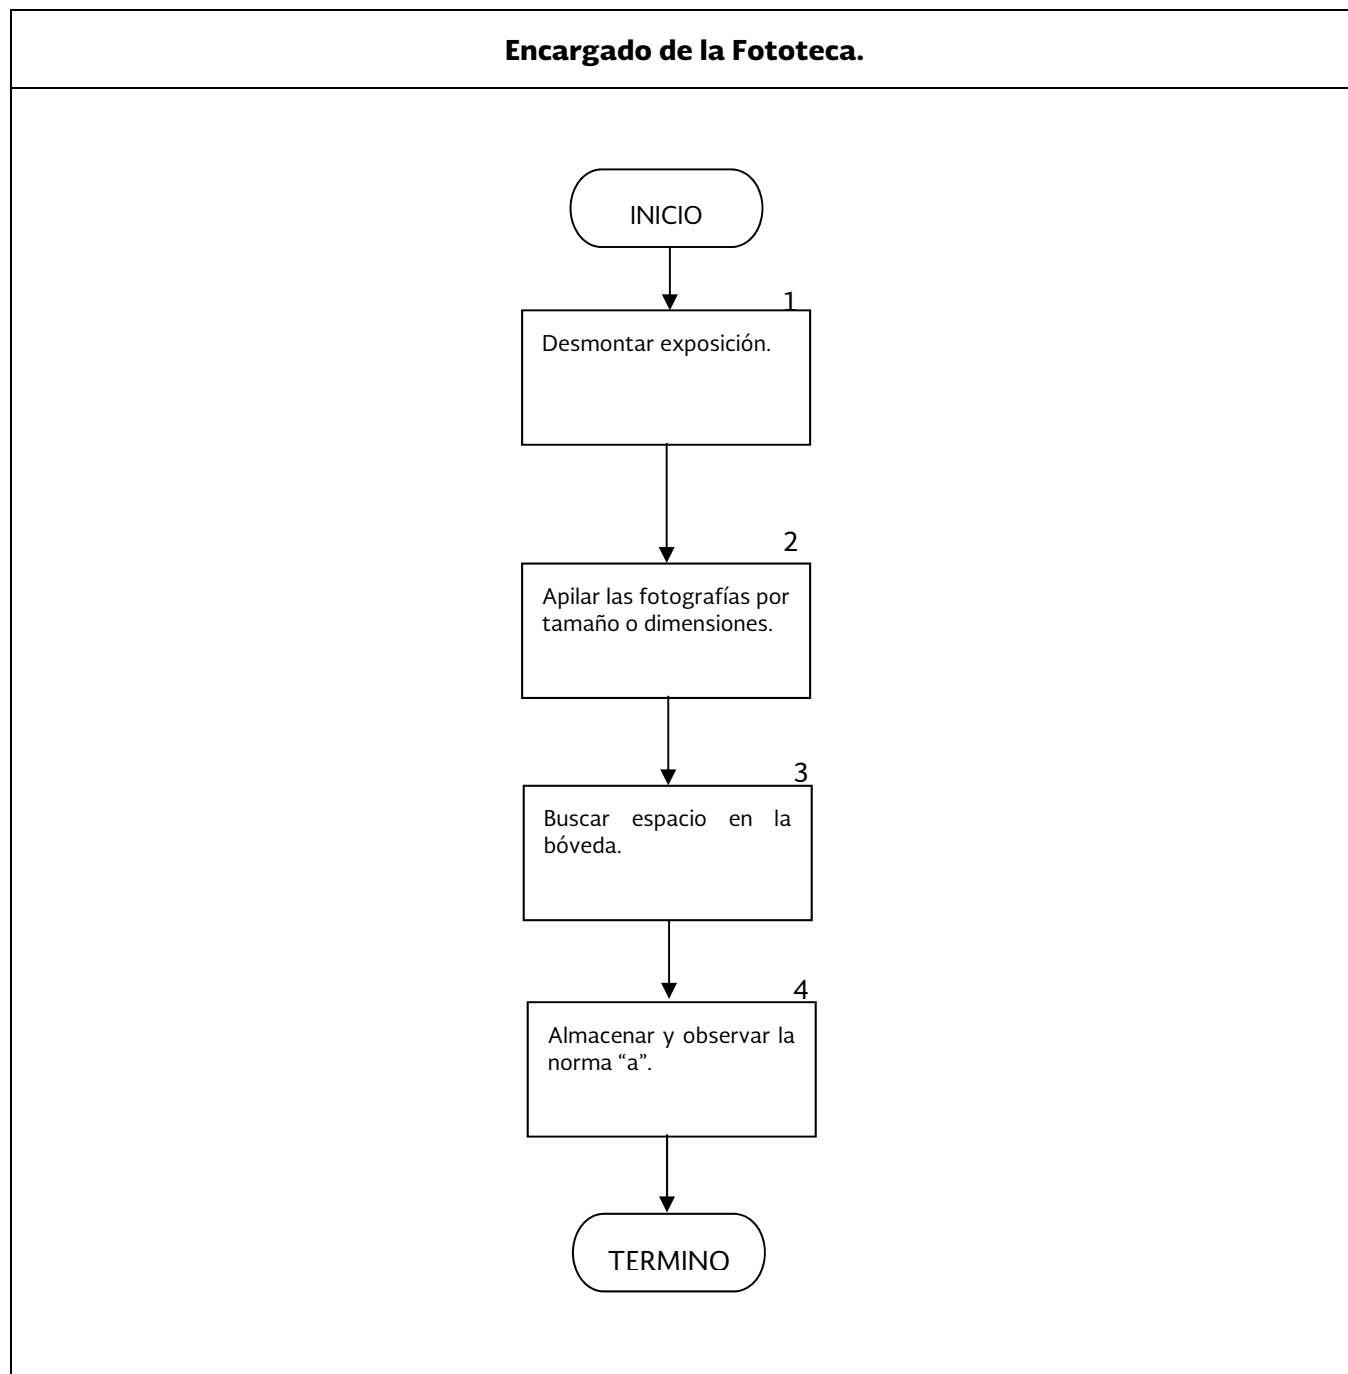 Encargado de la Fototeca.
INICIO
1
Desmontar exposición.
2
Apilar las fotografías por
tamaño o dimensiones.
3
Buscar espacio en la
bóveda.
4
Almacenar y observar la
norma “a”.
TERMINO